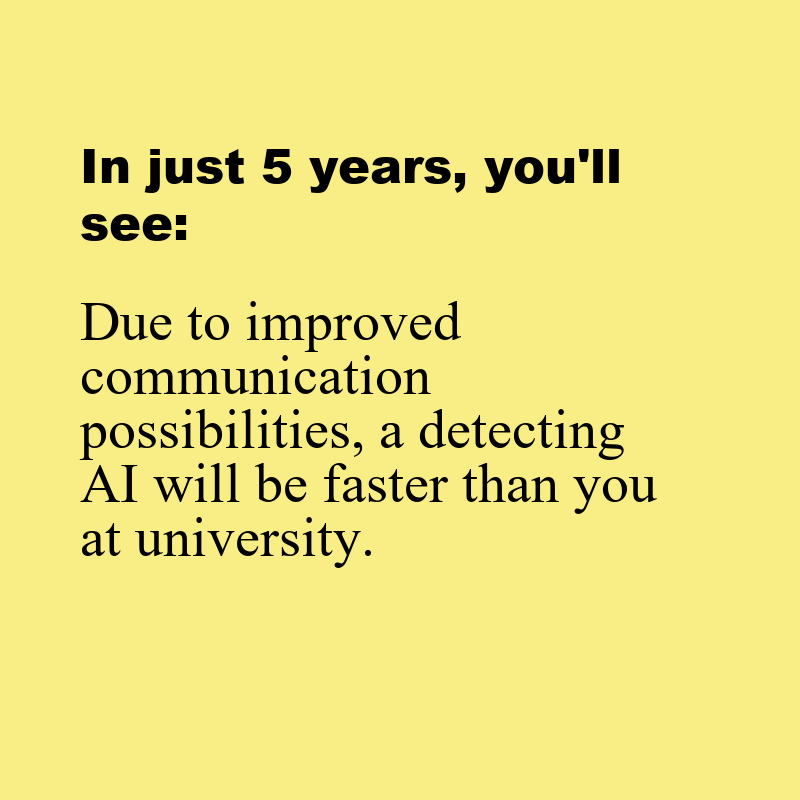 In just 5 years, you'll
see:
Due to improved
communication
possibilities, a detecting
AI will be faster than you
at university.